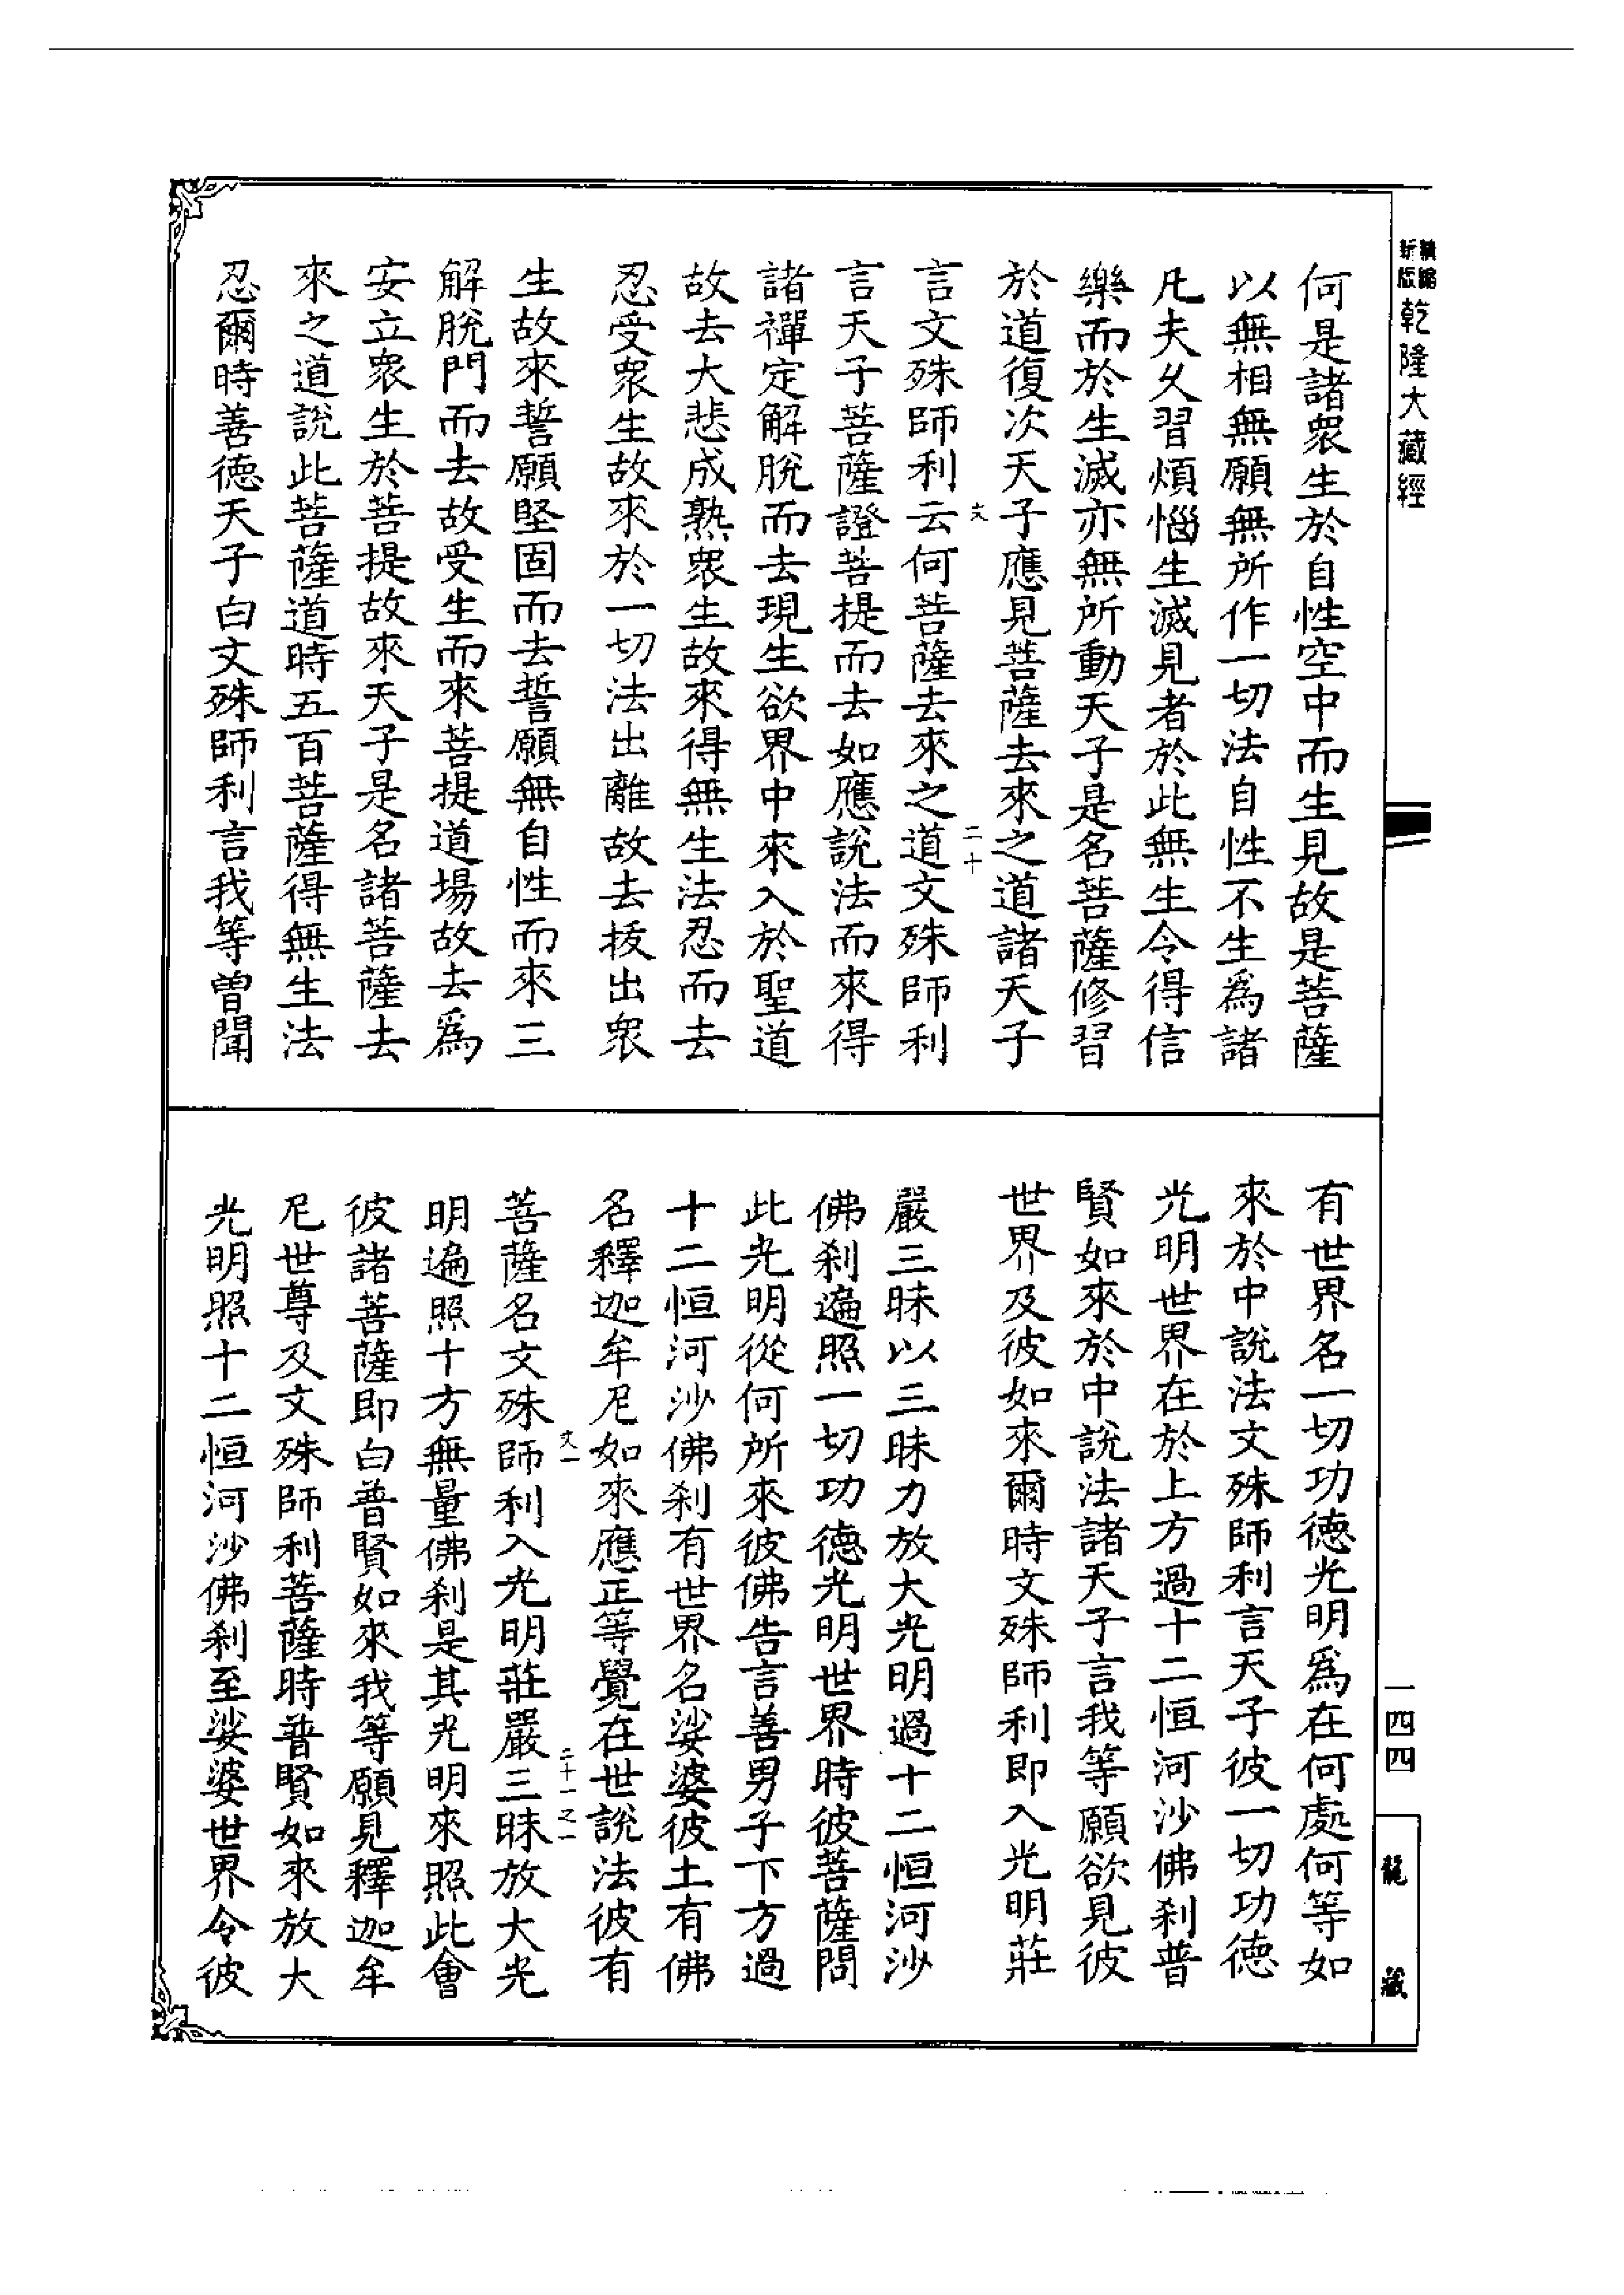 精縮新版乾隆大藏經
何是諸衆生於自性空中而生見故是菩薩
以無相無願無所作一切法自性不生爲諸
凡夫久習煩惱生滅見者於此無生令得信
樂而於生滅亦無所動天子是名菩薩修習
於道復次天子應見菩薩去來之道諸天子
文 二十
言文殊師利云何菩薩去來之道文殊師利
言天子菩薩證菩提而去如應說法而來得
諸禪定解脫而去現生欲界中來入於聖道
故去大悲成熟衆生故來得無生法忍而去
忍受衆生故來於一切法出離故去拔出衆
生故來誓願堅固而去誓願無自性而來三
解脫門而去故受生而來菩提道場故去爲
安立衆生於菩提故來天子是名諸菩薩去
來之道說此菩薩道時五百菩薩得無生法
忍爾時善德天子白文殊師利言我等曾聞
有世界名一切功德光明爲在何處何等如
來於中說法文殊師利言天子彼一切功德
光明世界在於上方過十二恒河沙佛刹普
賢如來於中說法諸天子言我等願欲見彼
世界及彼如來爾時文殊師利即入光明莊
嚴三昧以三昧力放大光明過十二恒河沙
佛刹遍照一切功德光明世界時彼菩薩問
此光明從何所來彼佛告言善男子下方過
十二恒河沙佛刹有世界名娑婆彼土有佛
名釋迦牟尼如來應正等覺在世說法彼有
文一 二十一之一
菩薩名文殊師利入光明莊嚴三昧放大光
明遍照十方無量佛刹是其光明來照此會
彼諸菩薩即白普賢如來我等願見釋迦牟
尼世尊及文殊師利菩薩時普賢如來放大
光明照十二恒河沙佛刹至娑婆世界令彼
一四四
龍藏